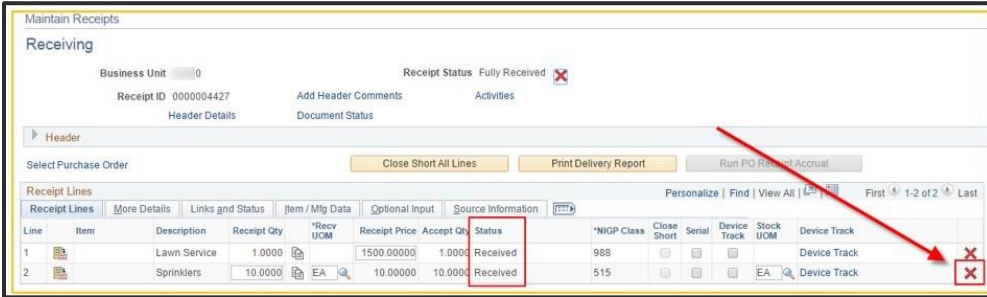 Maintain Receipts
Receiving
Business Unit 0 Receipt Status Fully Received
Receipt ID 0000004427 Add Header Comments Activities
Header Details Document Status
Header
Select Purchase Order Close Short All Lines Print Delivery Report Run PO Receipt Accrual
Receipt Lines Personalize | Find | View All | First 1-2 of 2 Last
Receipt Lines More Details Links and Status Item / Mfg Data Optional Input Source Information
Line Item Description Receipt Qty *Recv UOM Receipt Price Accept Qty Status *NIGP Class Close Short Serial Device Track Stock UOM Device Track
1 Lawn Service 1.0000 1500.00000 1.0000 Received 988 Device Track
2 Sprinklers 10.0000 EA 10.00000 10.0000 Received 515 EA Device Track